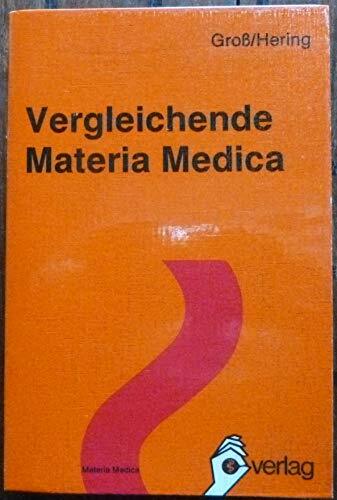 Groß/Hering
Vergleichende
Materia Medica
Materia Medica
S verlag